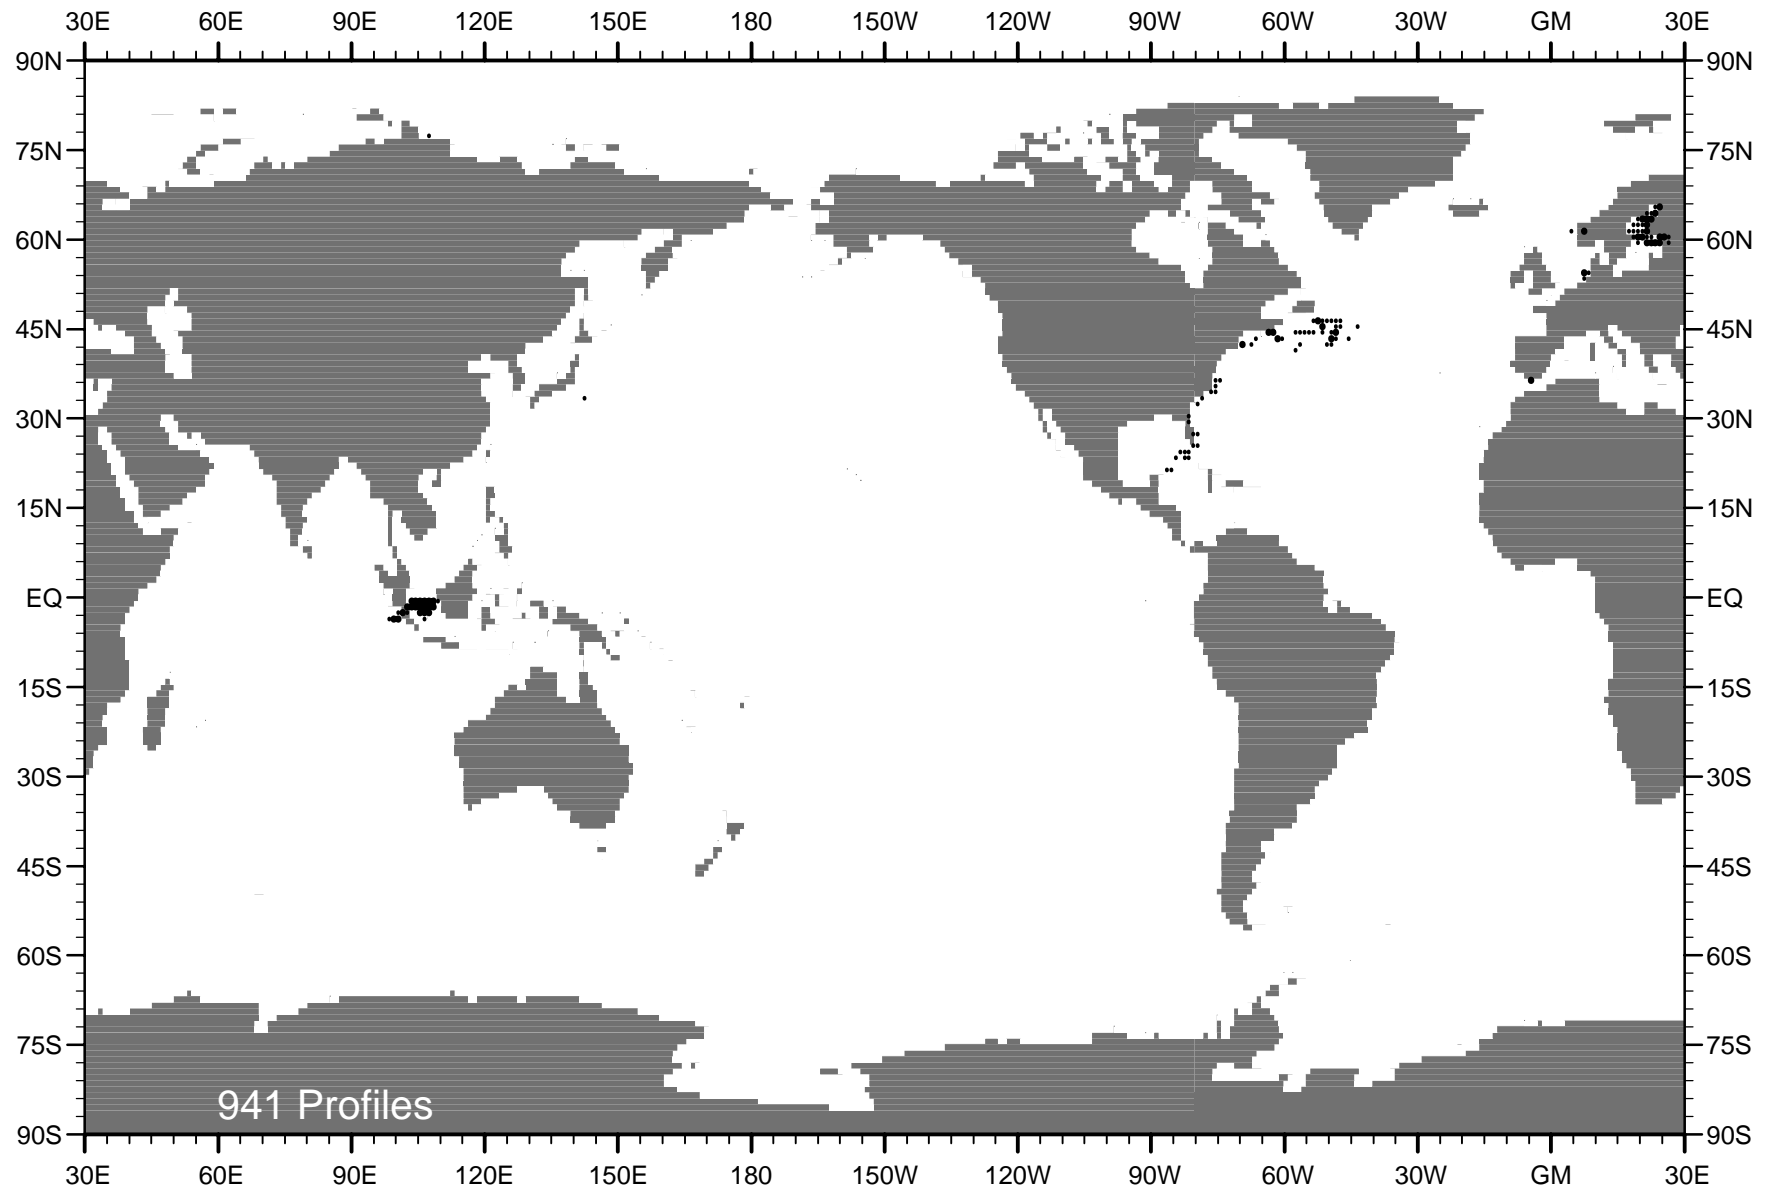 30E 60E 90E 120E 150E 180 150W 120W 90W 60W 30W GM 30E
90N 90N
75N 75N
60N 60N
45N 45N
30N 30N
15N 15N
EQ EQ
15S 15S
30S 30S
45S 45S
60S 60S
75S 75S
941 Profiles
90S 90S
30E 60E 90E 120E 150E 180 150W 120W 90W 60W 30W GM 30E